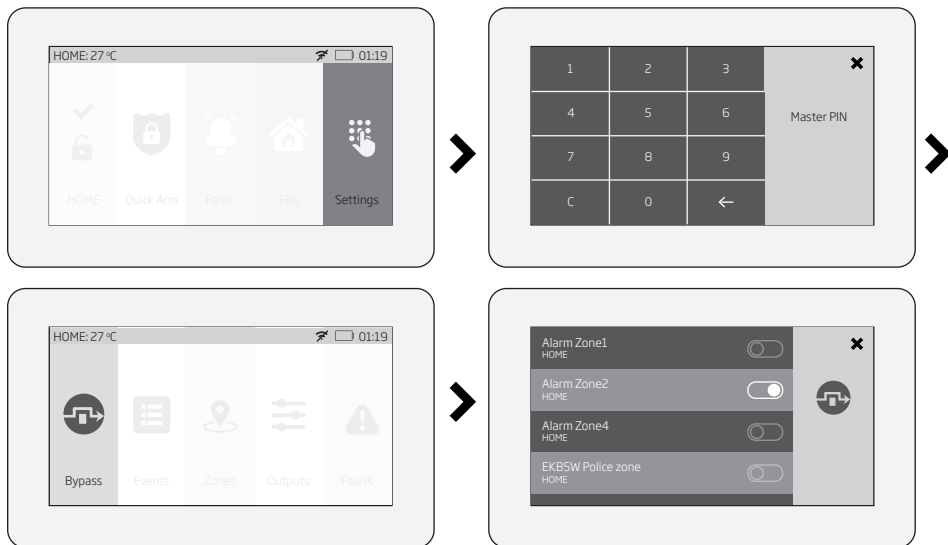 HOME: 27 ºC 01:19
HOME Quick Arm Panic Fire Settings
1 2 3
4 5 6
Master PIN
7 8 9
C 0
HOME: 27 ºC 01:19
Bypass Events Zones Outputs Faults
Alarm Zone1
HOME
Alarm Zone2
HOME
Alarm Zone4
HOME
EKB5W Police zone
HOME